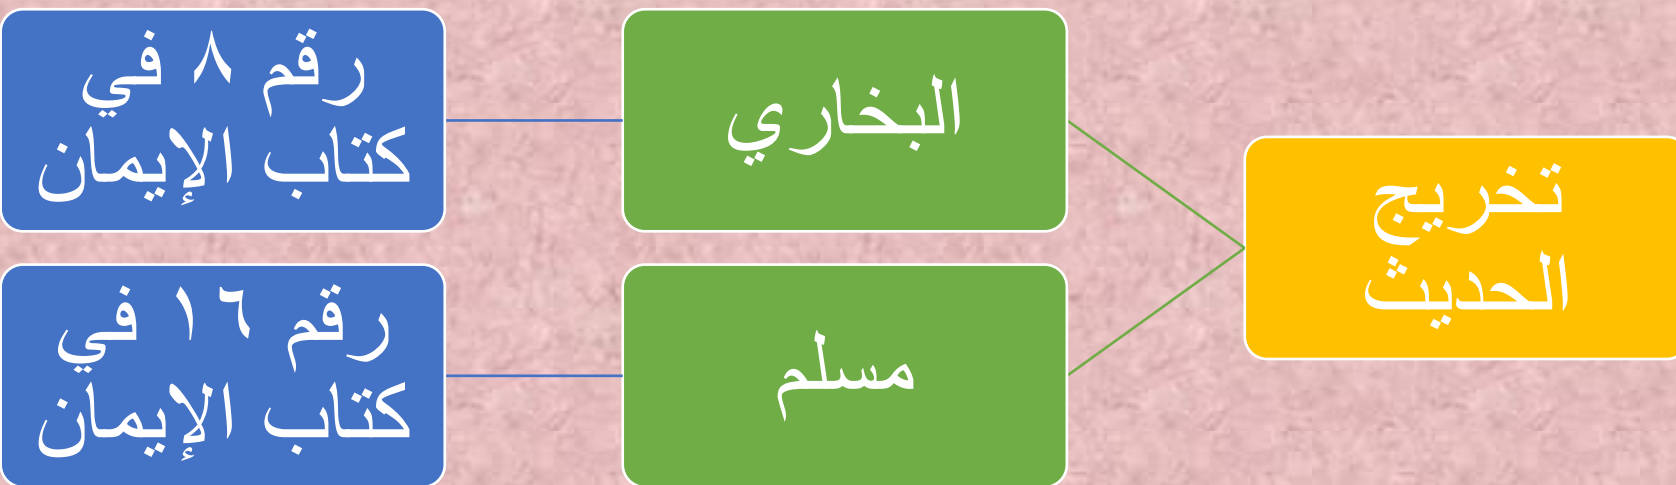 تخريج
الحديث
البخاري
رقم ٨ في
كتاب الإيمان
مسلم
رقم ١٦ في
كتاب الإيمان